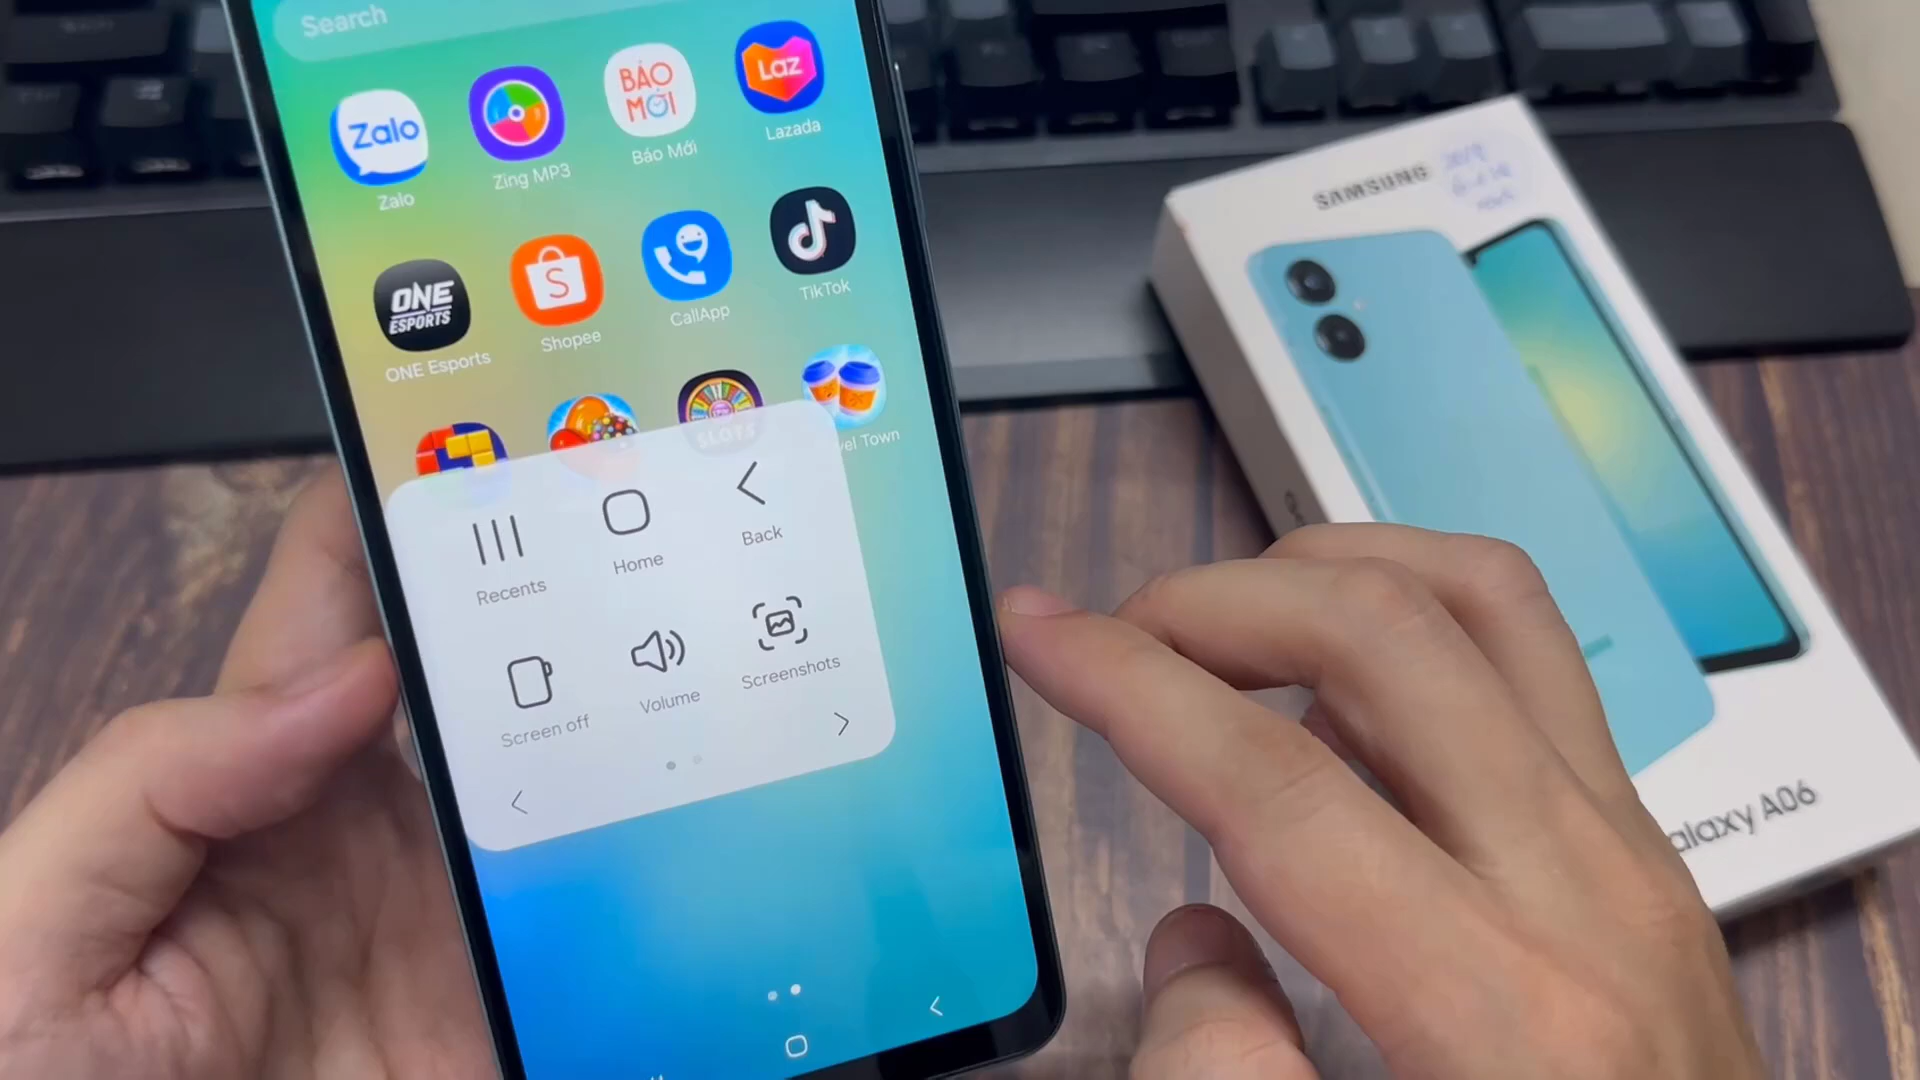 Search
Zalo
BÁO
MỚI
Laz
Zalo
Zing MP3
Báo Mới
Lazada
ONE
ESPORTS
S
ONE Esports
Shopee
CallApp
TikTok
SLOTS
vel Town
Recents
Home
Back
Screen off
Volume
Screenshots
SAMSUNG
alaxy A06